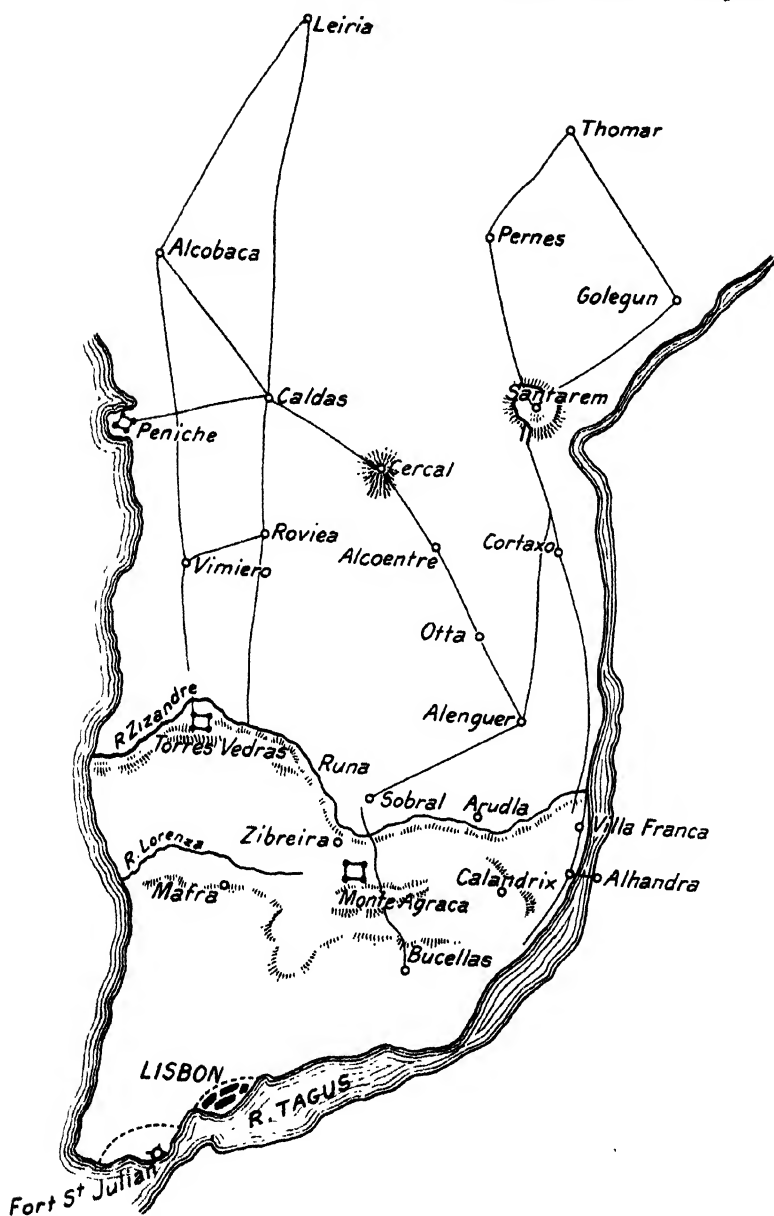 Leiria
Thomar
Pernes
Alcobaca
Golegun
Caldas
Santarem
Peniche
Cercal
Roviea
Alcoentre
Cortaxo
Vimiero
Otta
Alenguer
R Zizandre
Torres Vedras
Runa
Sobral
Arudla
Villa Franca
Zibreira
R. Lorenza
Mafra
Monte Agraca
Calandrix
Alhandra
Bucellas
LISBON
R. TAGUS
Fort St Julian